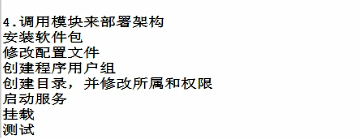 4.调用模块来部署架构
安装软件包
修改配置文件
创建程序用户组
创建目录，并修改所属和权限
启动服务
挂载
测试